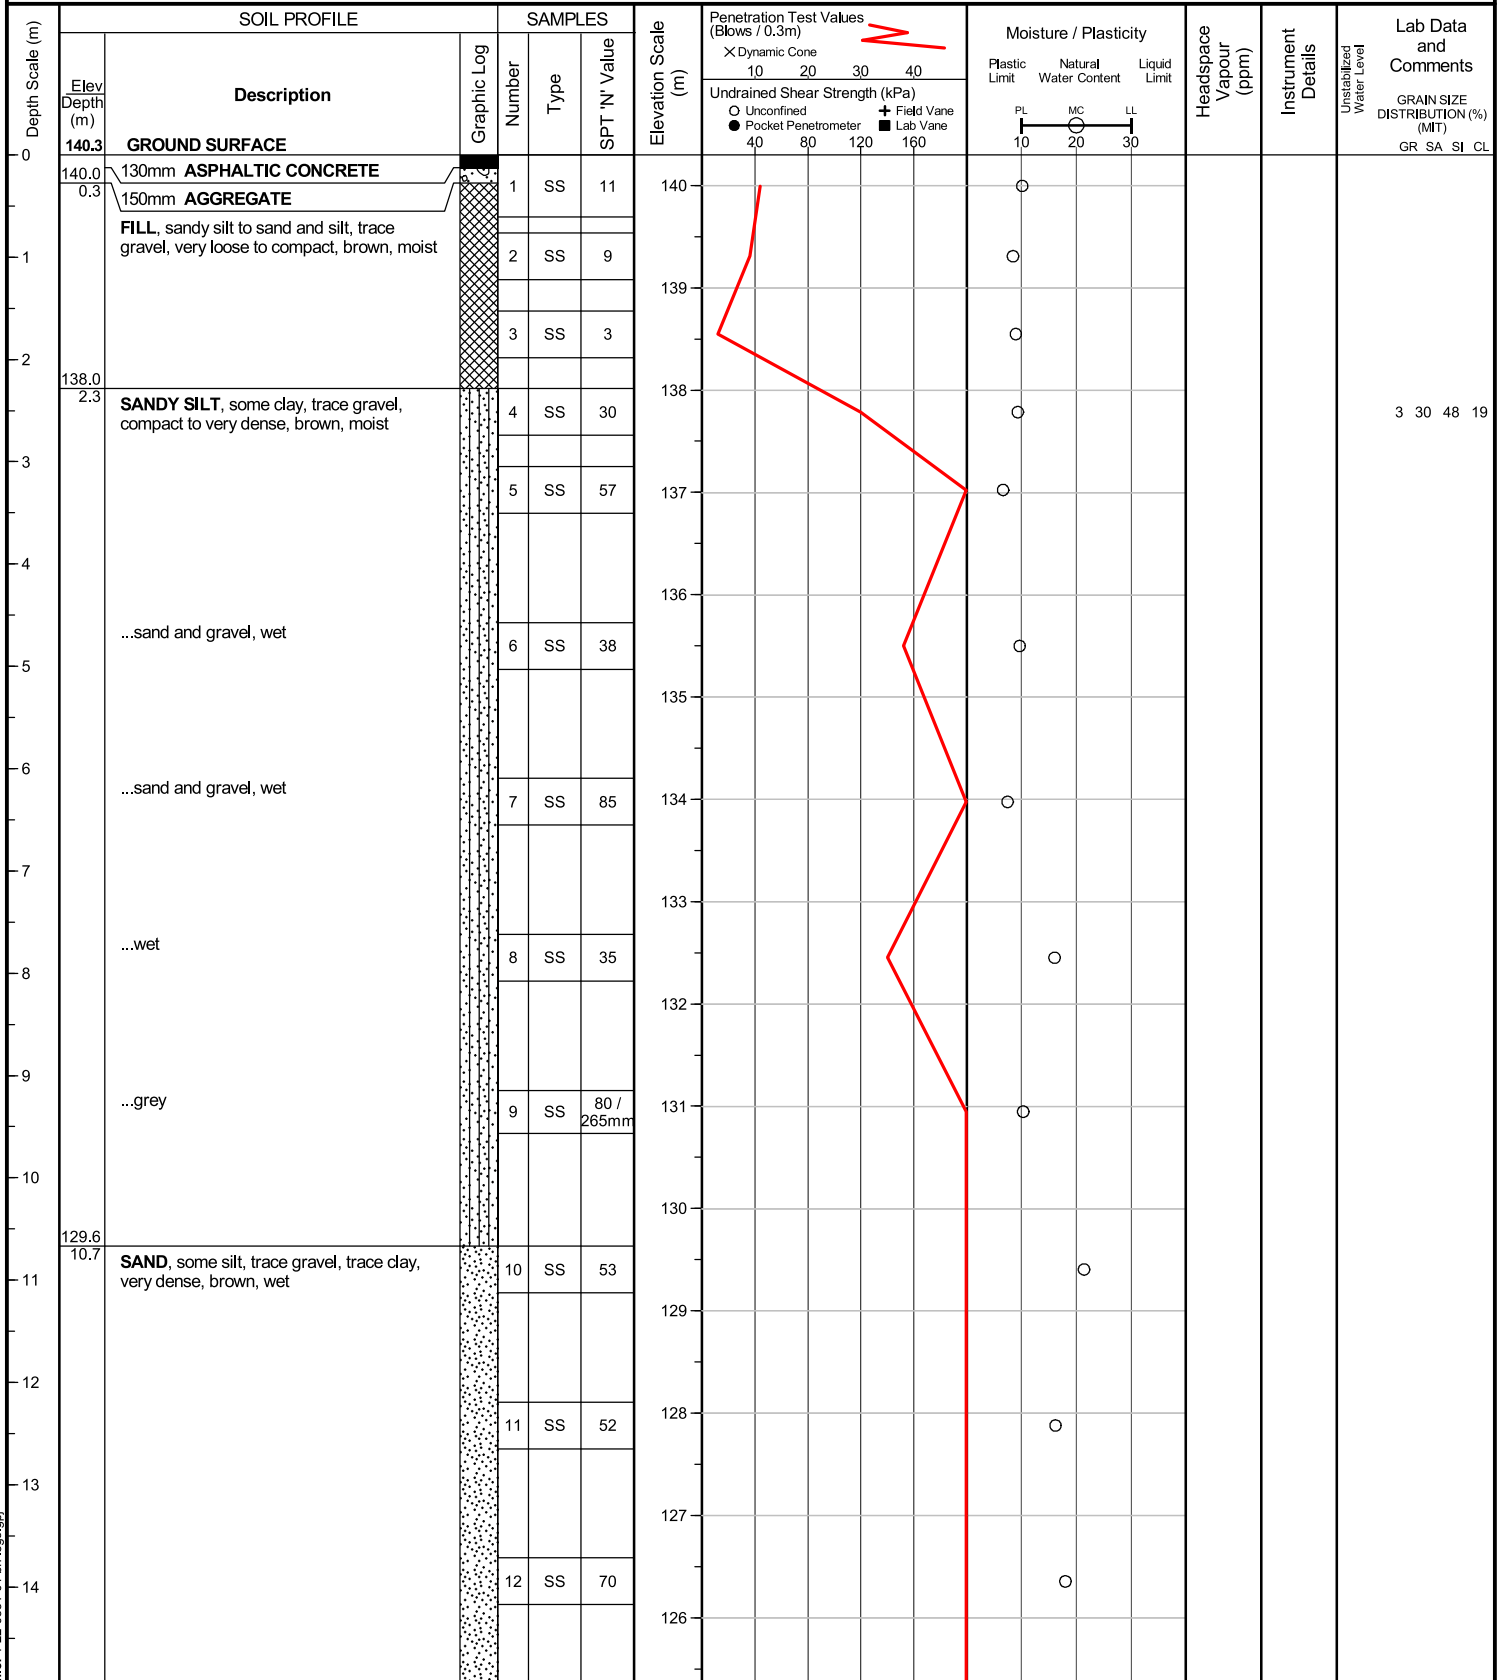 Depth Scale (m)
SOIL PROFILE
Elev
Depth
(m)
Description
Graphic Log
SAMPLES
Number
Type
SPT 'N' Value
Elevation Scale
(m)
Penetration Test Values
(Blows / 0.3m)
Dynamic Cone
10 20 30 40
Undrained Shear Strength (kPa)
Unconfined Field Vane
Pocket Penetrometer Lab Vane
40 80 120 160
Moisture / Plasticity
Plastic Limit
Natural Water Content
Liquid Limit
PL MC LL
10 20 30
Headspace
Vapour
(ppm)
Instrument
Details
Unstabilized
Water Level
Lab Data
and
Comments
GRAIN SIZE
DISTRIBUTION (%)
(MIT)
GR SA SI CL
140.3 GROUND SURFACE
0
140.0 130mm ASPHALTIC CONCRETE
0.3 150mm AGGREGATE
1 SS 11
140
FILL, sandy silt to sand and silt, trace
gravel, very loose to compact, brown, moist
1
2 SS 9
139
3 SS 3
2
138.0
138
2.3 SANDY SILT, some clay, trace gravel,
compact to very dense, brown, moist
4 SS 30
3 30 48 19
3
5 SS 57
137
4
136
...sand and gravel, wet
6 SS 38
5
135
6
...sand and gravel, wet
7 SS 85
134
7
133
...wet
8 SS 35
8
132
9
...grey
9 SS 80 /
265mm
131
10
130
129.6
10.7 SAND, some silt, trace gravel, trace clay,
very dense, brown, wet
10 SS 53
11
129
12
128
11 SS 52
13
127
12 SS 70
14
126